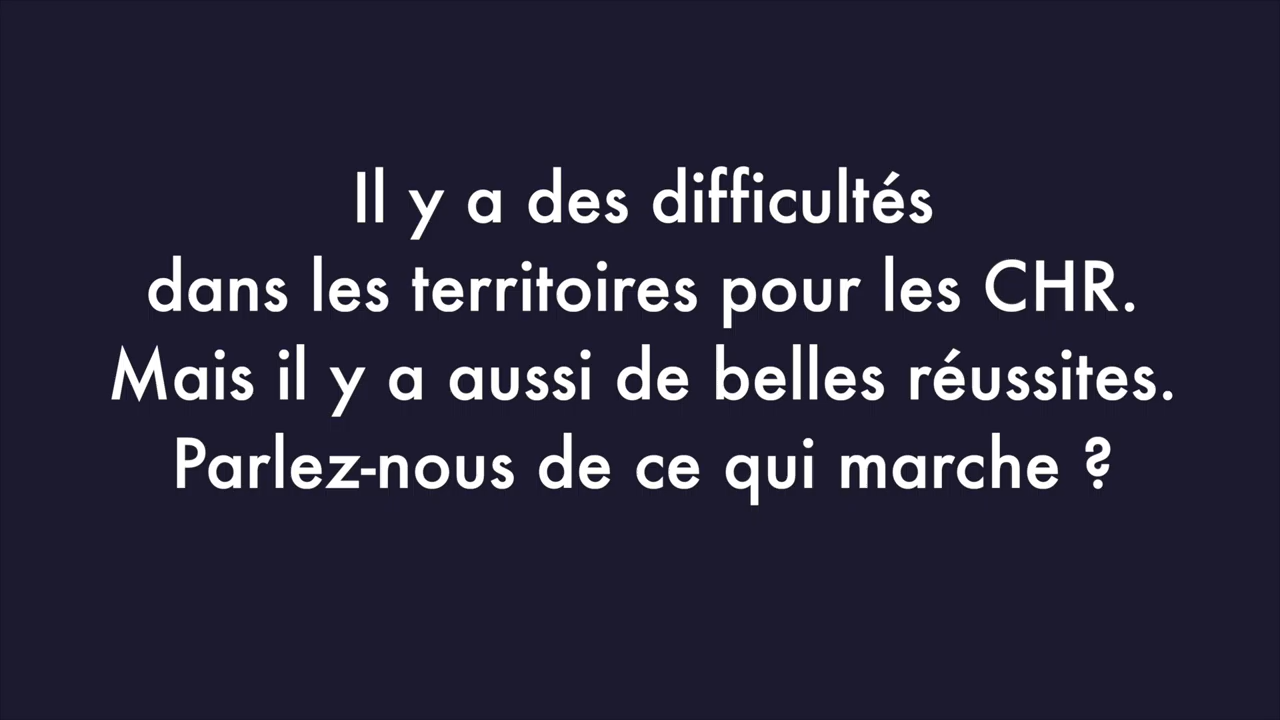 Il y a des difficultés
dans les territoires pour les CHR.
Mais il y a aussi de belles réussites.
Parlez-nous de ce qui marche ?